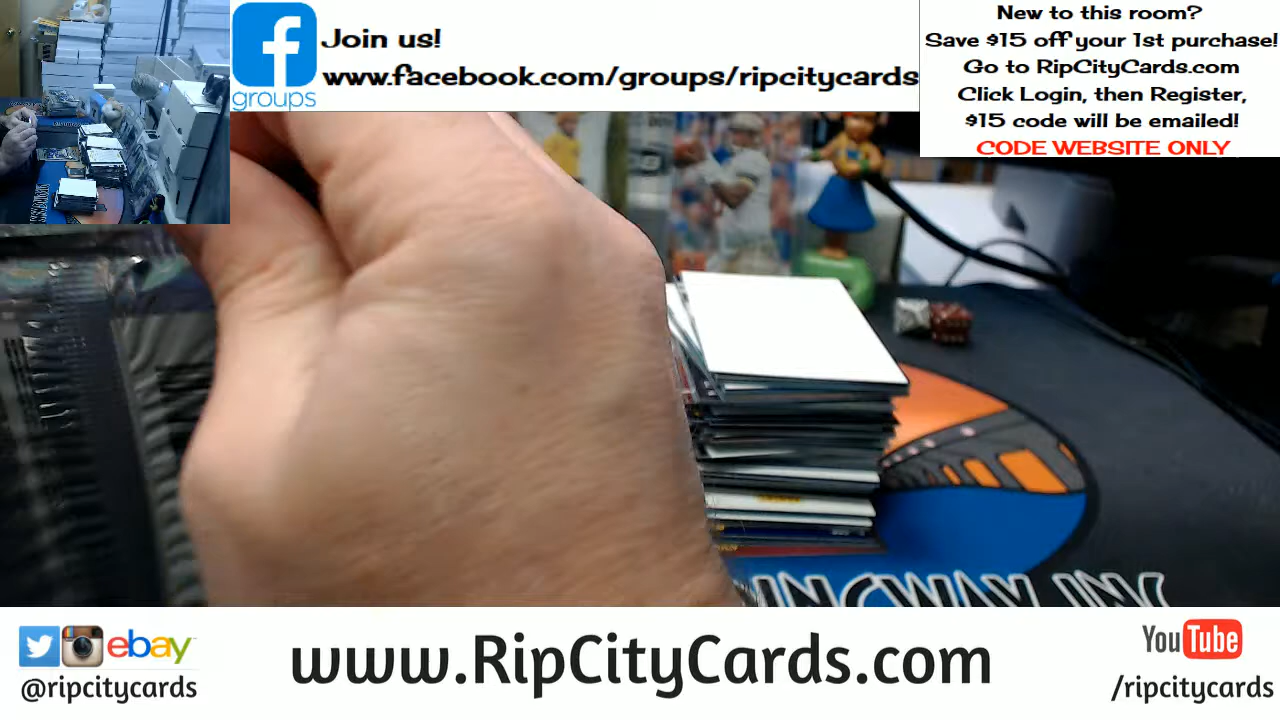 Join us!
www.facebook.com/groups/ripcitycards
groups
New to this room?
Save $15 off your 1st purchase!
Go to RipCityCards.com
Click Login, then Register,
$15 code will be emailed!
CODE WEBSITE ONLY
ebay
@ripcitycards
www.RipCityCards.com
YouTube
/ripcitycards